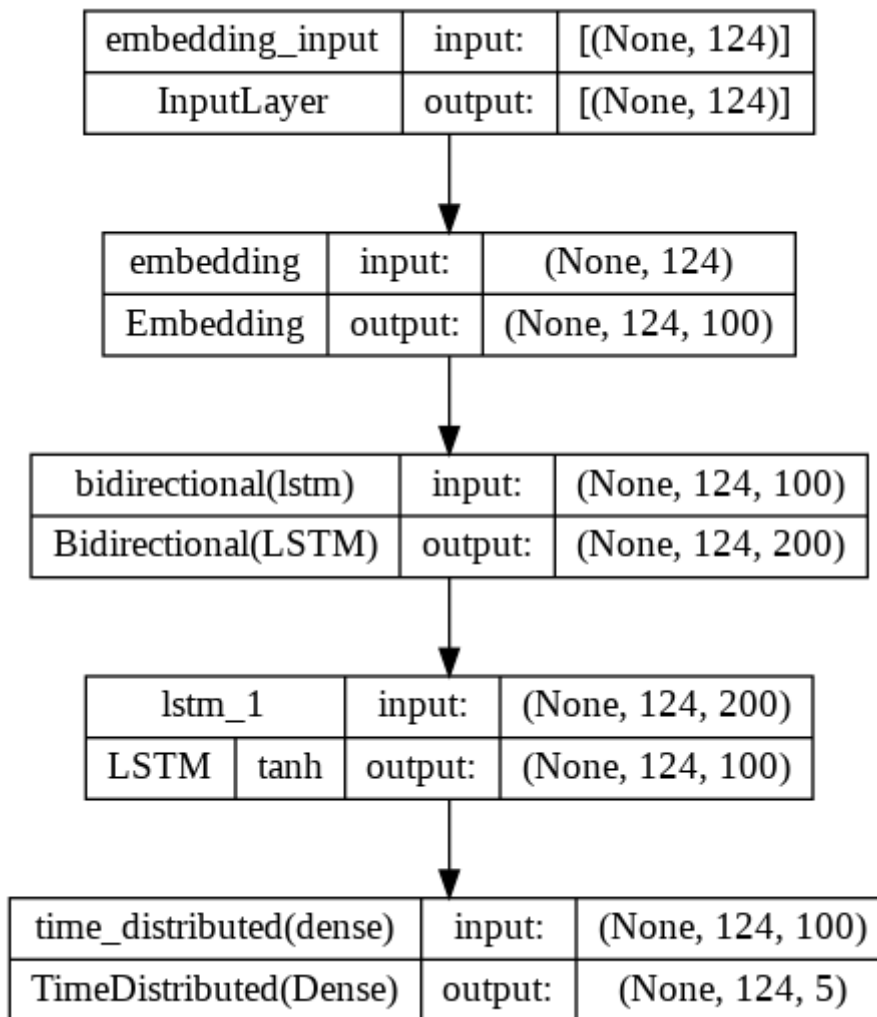 embedding_input input: [(None, 124)]
InputLayer output: [(None, 124)]
embedding input: (None, 124)
Embedding output: (None, 124, 100)
bidirectional(lstm) input: (None, 124, 100)
Bidirectional(LSTM) output: (None, 124, 200)
lstm_1 input: (None, 124, 200)
LSTM tanh output: (None, 124, 100)
time_distributed(dense) input: (None, 124, 100)
TimeDistributed(Dense) output: (None, 124, 5)